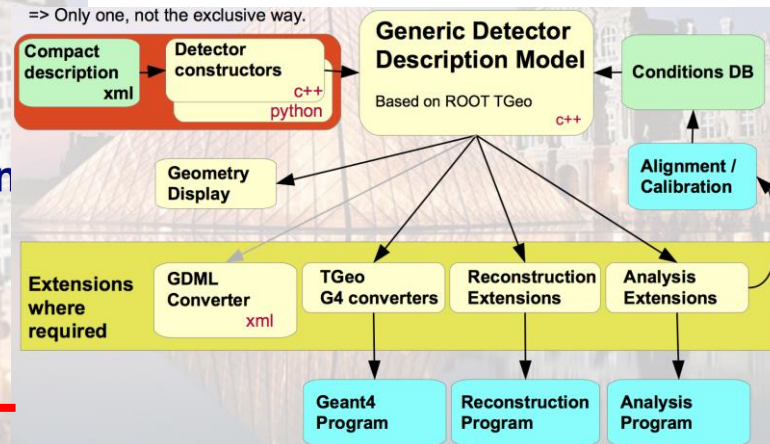 => Only one, not the exclusive way.
Compact
description
xml
Detector
constructors
c++
python
Generic Detector
Description Model
Based on ROOT TGeo
c++
Conditions DB
Geometry
Display
Alignment /
Calibration
Extensions
where
required
GDML
Converter
xml
TGeo
G4 converters
Reconstruction
Extensions
Analysis
Extensions
Geant4
Program
Reconstruction
Program
Analysis
Program